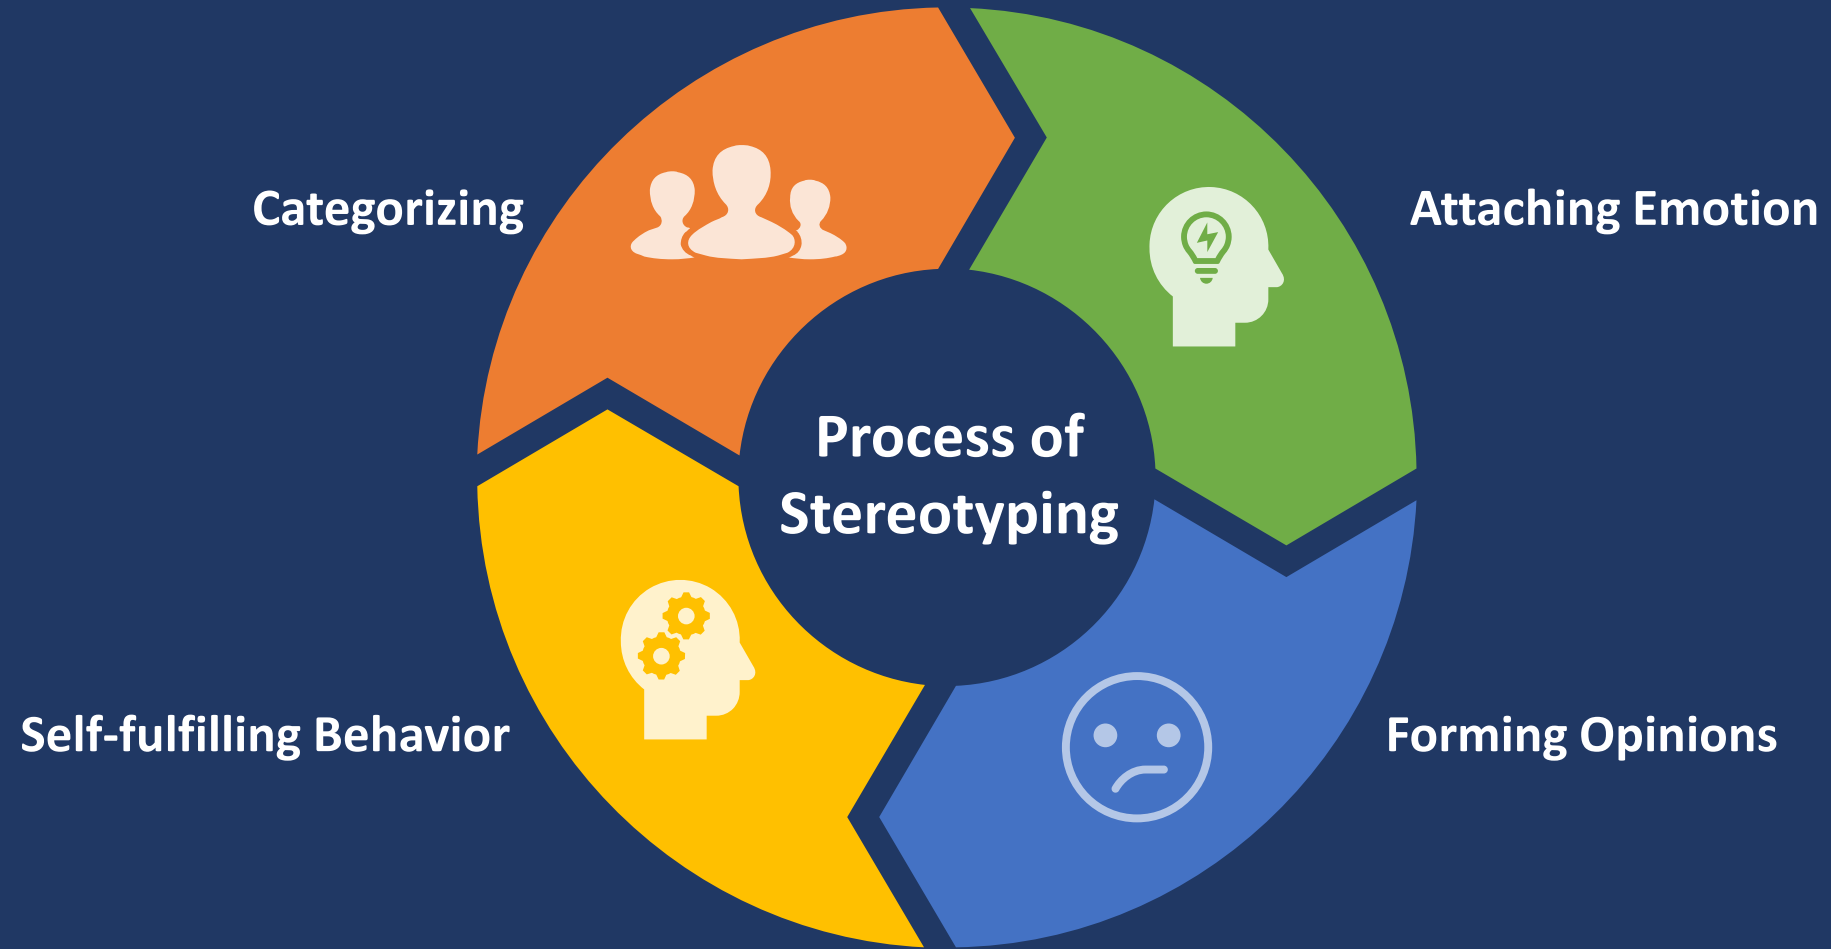 Categorizing
Attaching Emotion
Process of
Stereotyping
Self-fulfilling Behavior
Forming Opinions